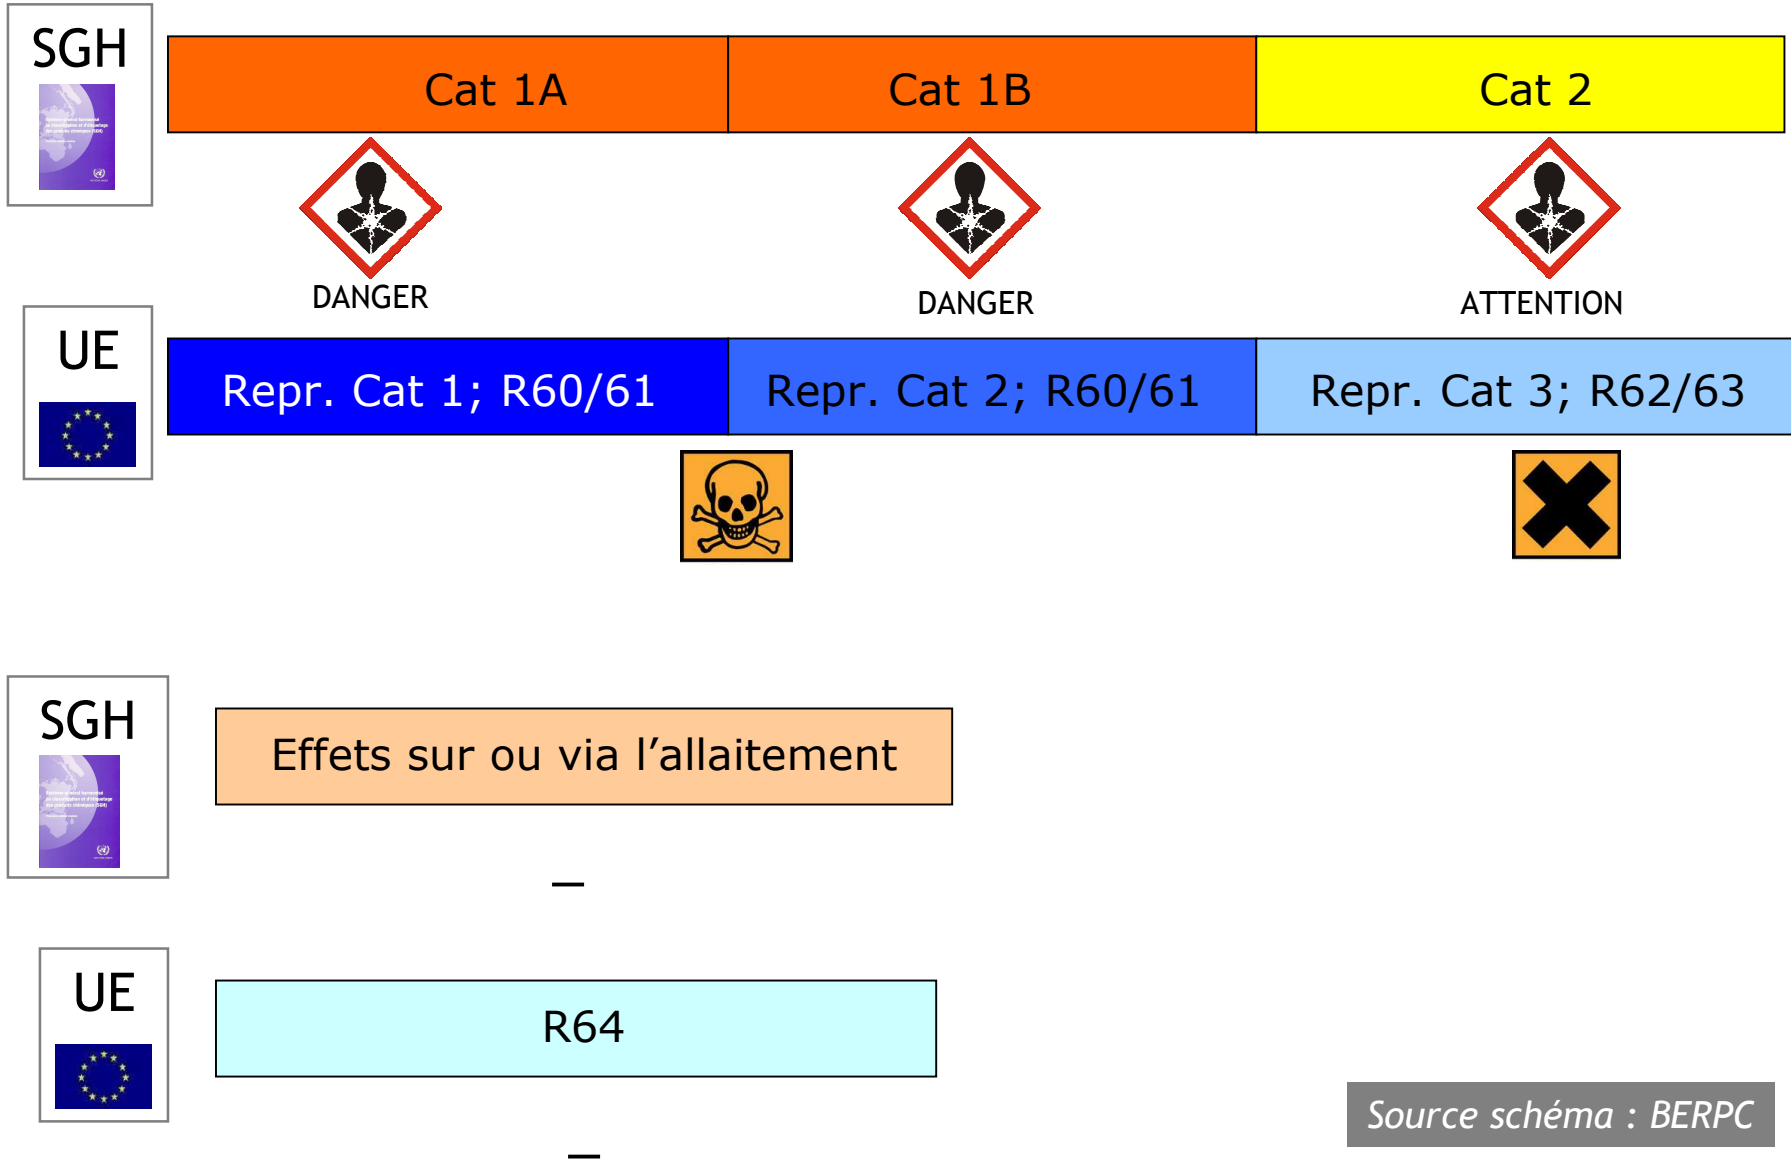 SGH
Cat 1A
Cat 1B
Cat 2
DANGER
DANGER
ATTENTION
UE
Repr. Cat 1; R60/61
Repr. Cat 2; R60/61
Repr. Cat 3; R62/63
SGH
Effets sur ou via l’allaitement
–
UE
R64
–
Source schéma : BERPC